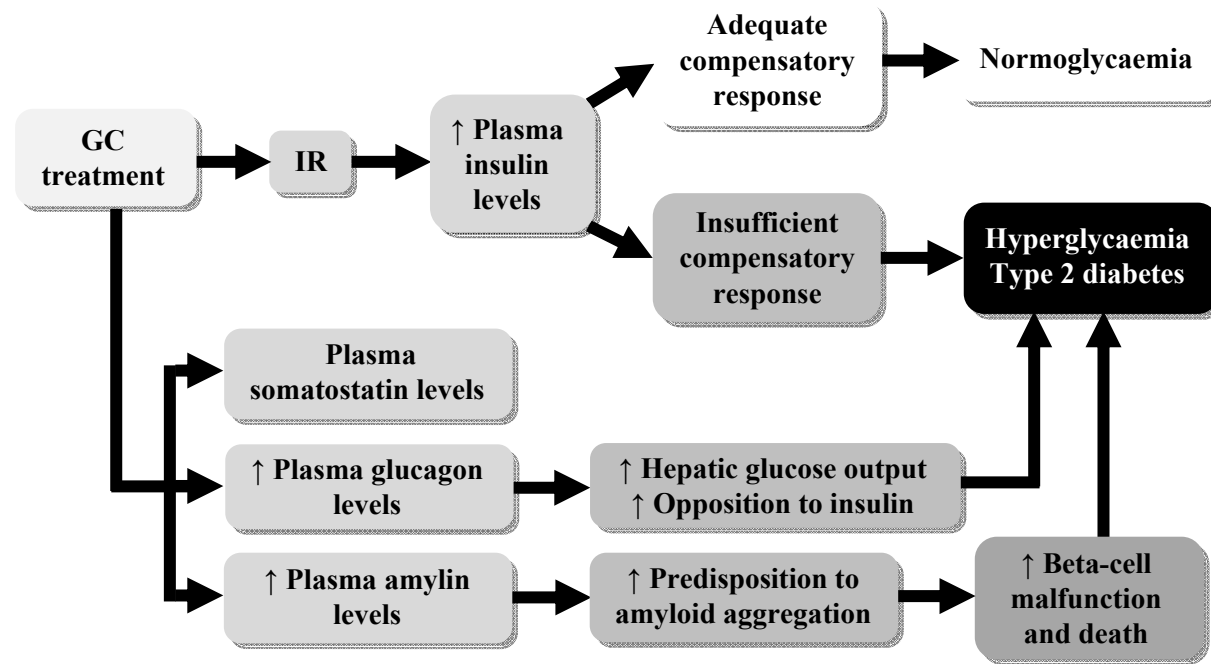 GC
treatment
IR
↑ Plasma
insulin
levels
Adequate
compensatory
response
Normoglycaemia
Insufficient
compensatory
response
Hyperglycaemia
Type 2 diabetes
Plasma
somatostatin levels
↑ Plasma glucagon
levels
↑ Hepatic glucose output
↑ Opposition to insulin
↑ Plasma amylin
levels
↑ Predisposition to
amyloid aggregation
↑ Beta-cell
malfunction
and death